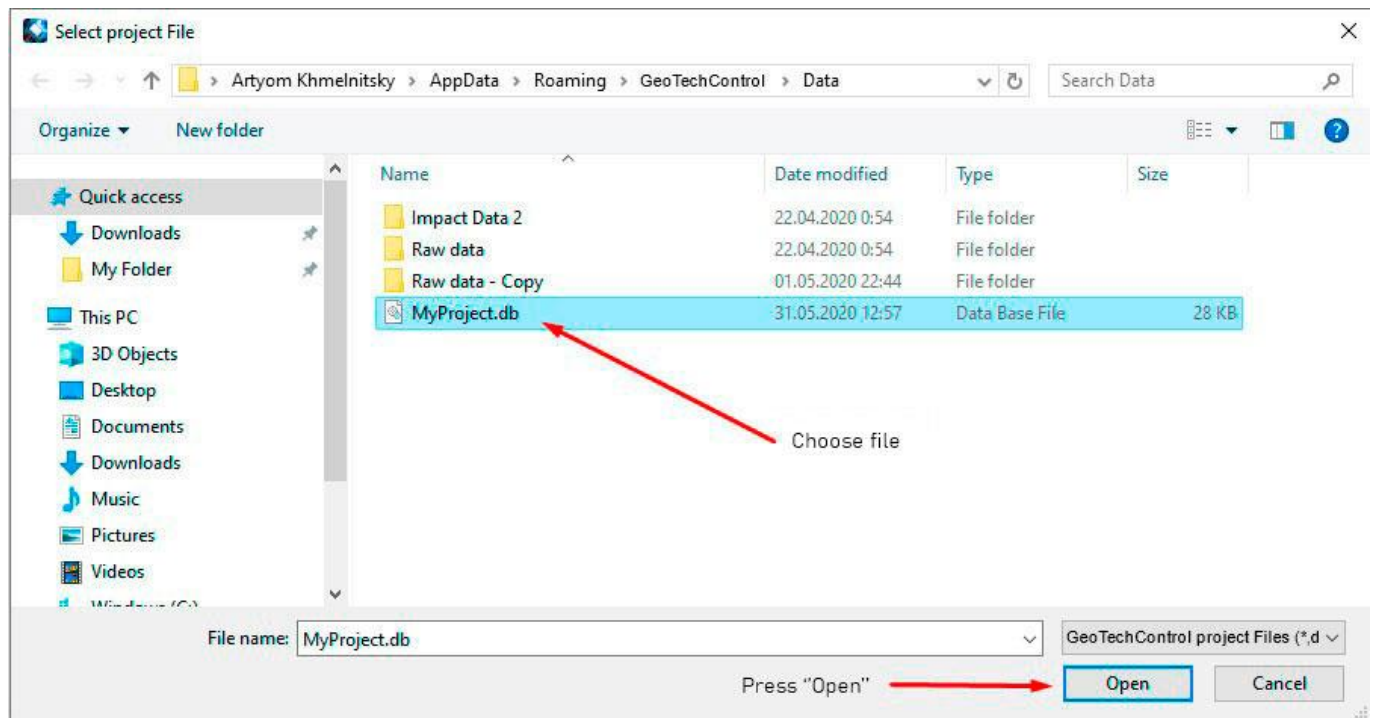 Select project File
Artyom Khmelnitsky > AppData > Roaming > GeoTechControl > Data
Search Data
Organize
New folder
Name
Date modified
Type
Size
Quick access
Downloads
My Folder
This PC
3D Objects
Desktop
Documents
Downloads
Music
Pictures
Videos
Windows (C:)
Impact Data 2 22.04.2020 0:54 File folder
Raw data 22.04.2020 0:54 File folder
Raw data - Copy 01.05.2020 22:44 File folder
MyProject.db 31.05.2020 12:57 Data Base File 28 KB
Choose file
File name: MyProject.db
GeoTechControl project Files (*,d
Press "Open"
Open
Cancel